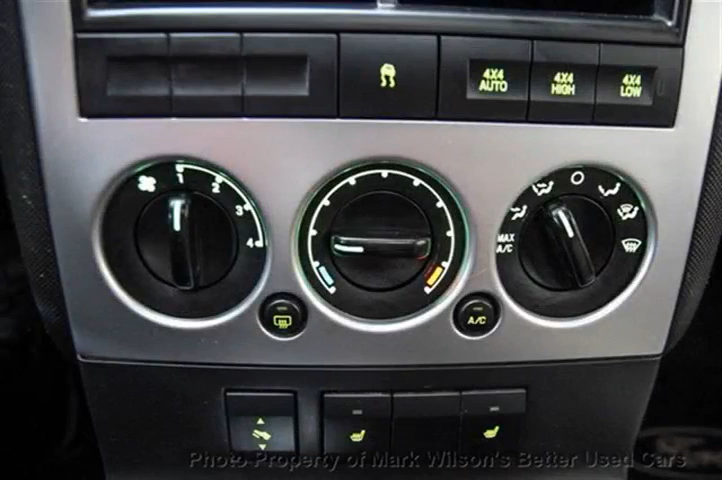 4X4 AUTO
4X4 HIGH
4X4 LOW
1
2
3
4
MAX A/C
A/C
Photo Property of Mark Wilson's Better Used Cars